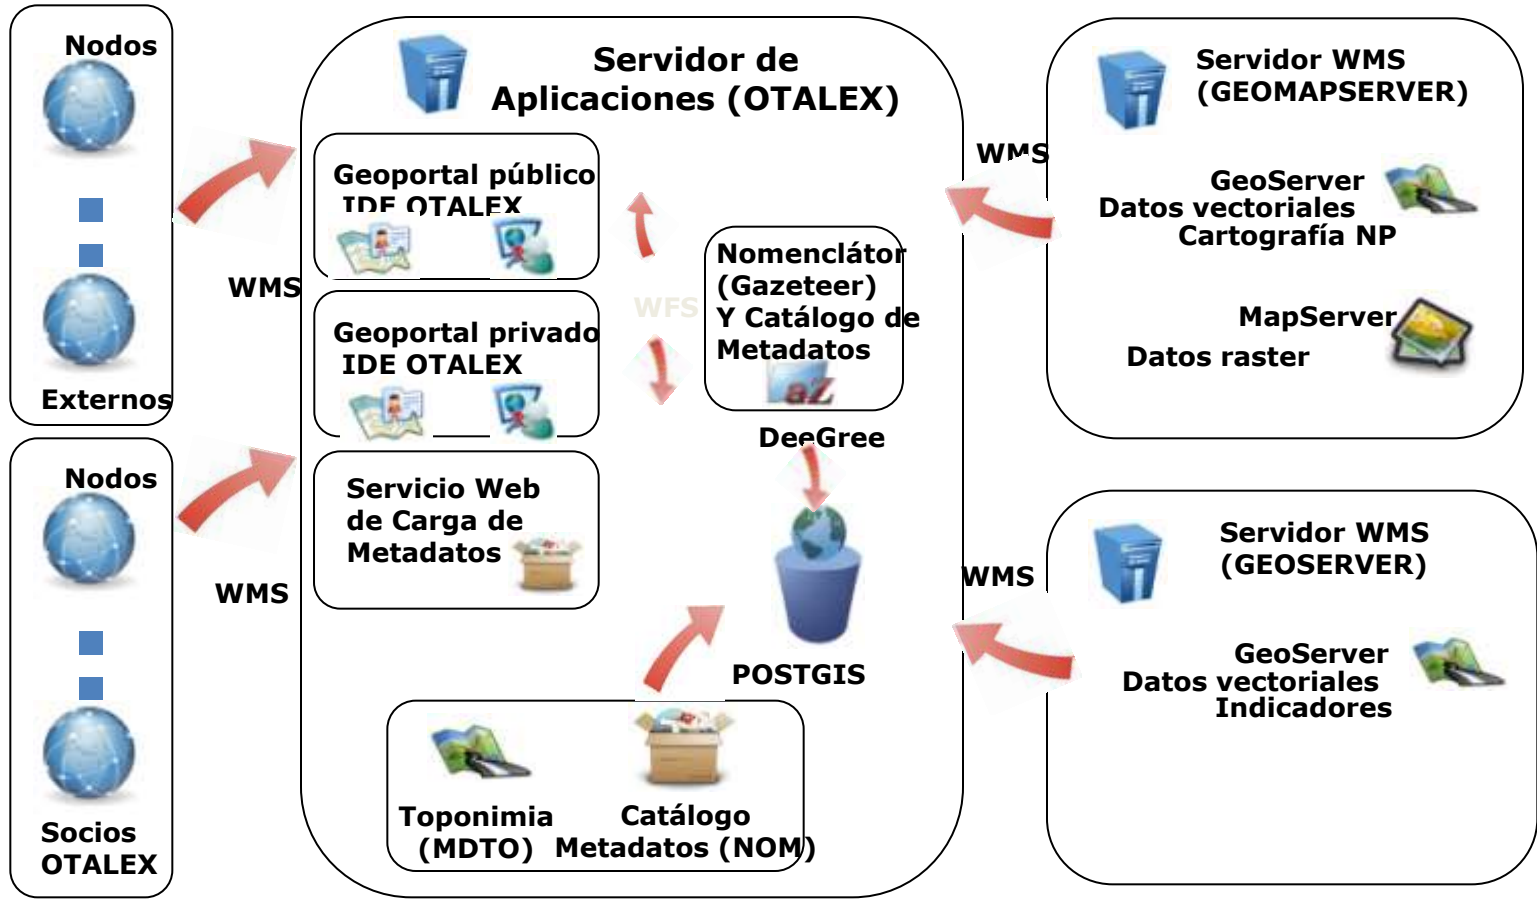 Nodos
Externos
Nodos
Socios
OTALEX
WMS
WMS
Servidor de
Aplicaciones (OTALEX)
Geoportal público
IDE OTALEX
Geoportal privado
IDE OTALEX
Servicio Web
de Carga de
Metadatos
WFS
Nomenclátor
(Gazeteer)
Y Catálogo de
Metadatos
aZ
DeeGree
POSTGIS
Toponimia
(MDTO)
Catálogo
Metadatos (NOM)
WMS
WMS
Servidor WMS
(GEOMAPSERVER)
GeoServer
Datos vectoriales
Cartografía NP
MapServer
Datos raster
Servidor WMS
(GEOSERVER)
GeoServer
Datos vectoriales
Indicadores